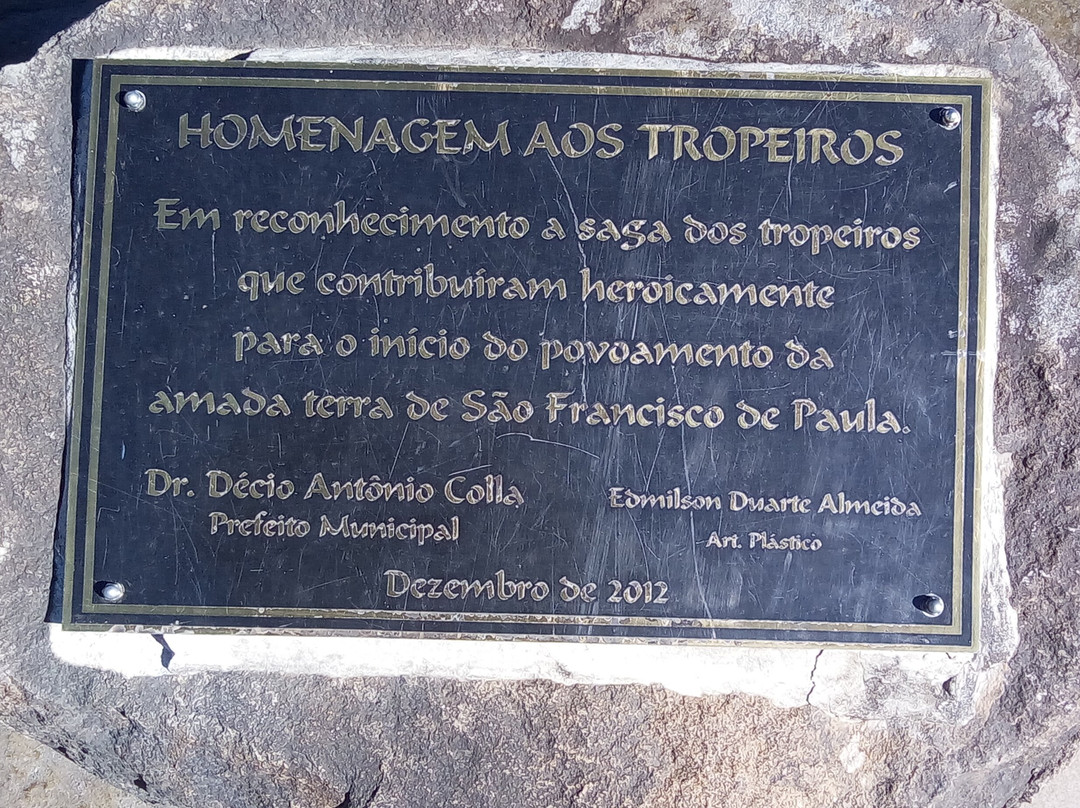 HOMENAGEM AOS TROPEIROS
Em reconhecimento a saga dos tropeiros
que contribuíram heroicamente
para o início do povoamento da
amada terra de São Francisco de Paula.
Dr. Décio Antônio Colla
Prefeito Municipal
Edmilson Duarte Almeida
Art. Plástico
Dezembro de 2012